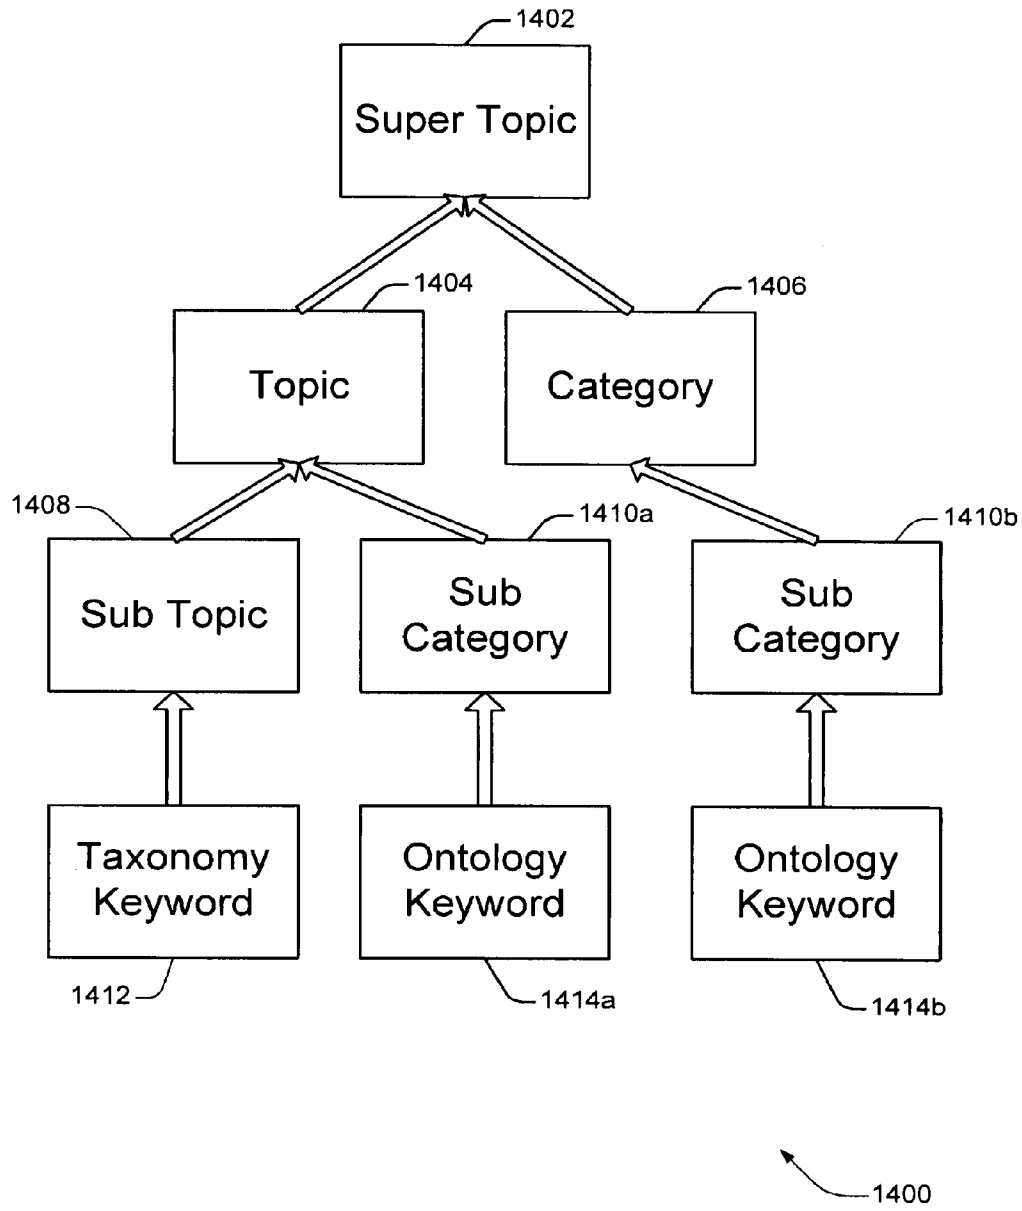 1402
Super Topic
1404
1406
Topic
Category
1408
1410a
1410b
Sub Topic
Sub
Category
Sub
Category
Taxonomy
Keyword
Ontology
Keyword
Ontology
Keyword
1412
1414a
1414b
1400